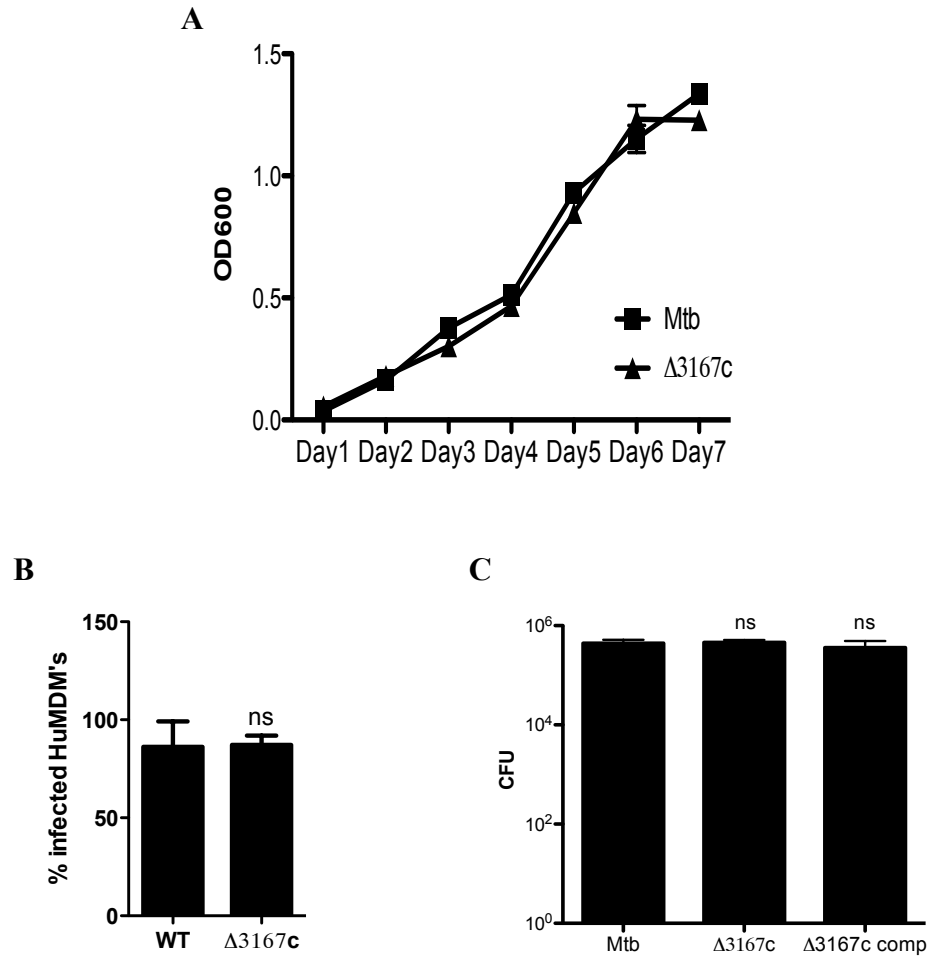 A
1.5
1.0
0.5
0.0
OD600
Mtb
Δ3167c
Day1 Day2 Day3 Day4 Day5 Day6 Day7
B
150
100
50
0
% infected HuMDM's
ns
WT Δ3167c
C
10⁶
10⁴
10²
10⁰
CFU
ns ns
Mtb Δ3167c Δ3167c comp